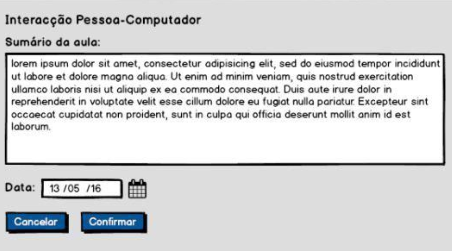 Interacção Pessoa-Computador
Sumário da aula:
lorem ipsum dolor sit amet, consectetur adipisicing elit, sed do eiusmod tempor incididunt
ut labore et dolore magna aliqua. Ut enim ad minim veniam, quis nostrud exercitation
ullamco laboris nisi ut aliquip ex ea commodo consequat. Duis aute irure dolor in
reprehenderit in voluptate velit esse cillum dolore eu fugiat nulla pariatur. Excepteur sint
occaecat cupidatat non proident, sunt in culpa qui officia deserunt mollit anim id est
laborum.
Data: 13 /05 /16
Cancelar Confirmar